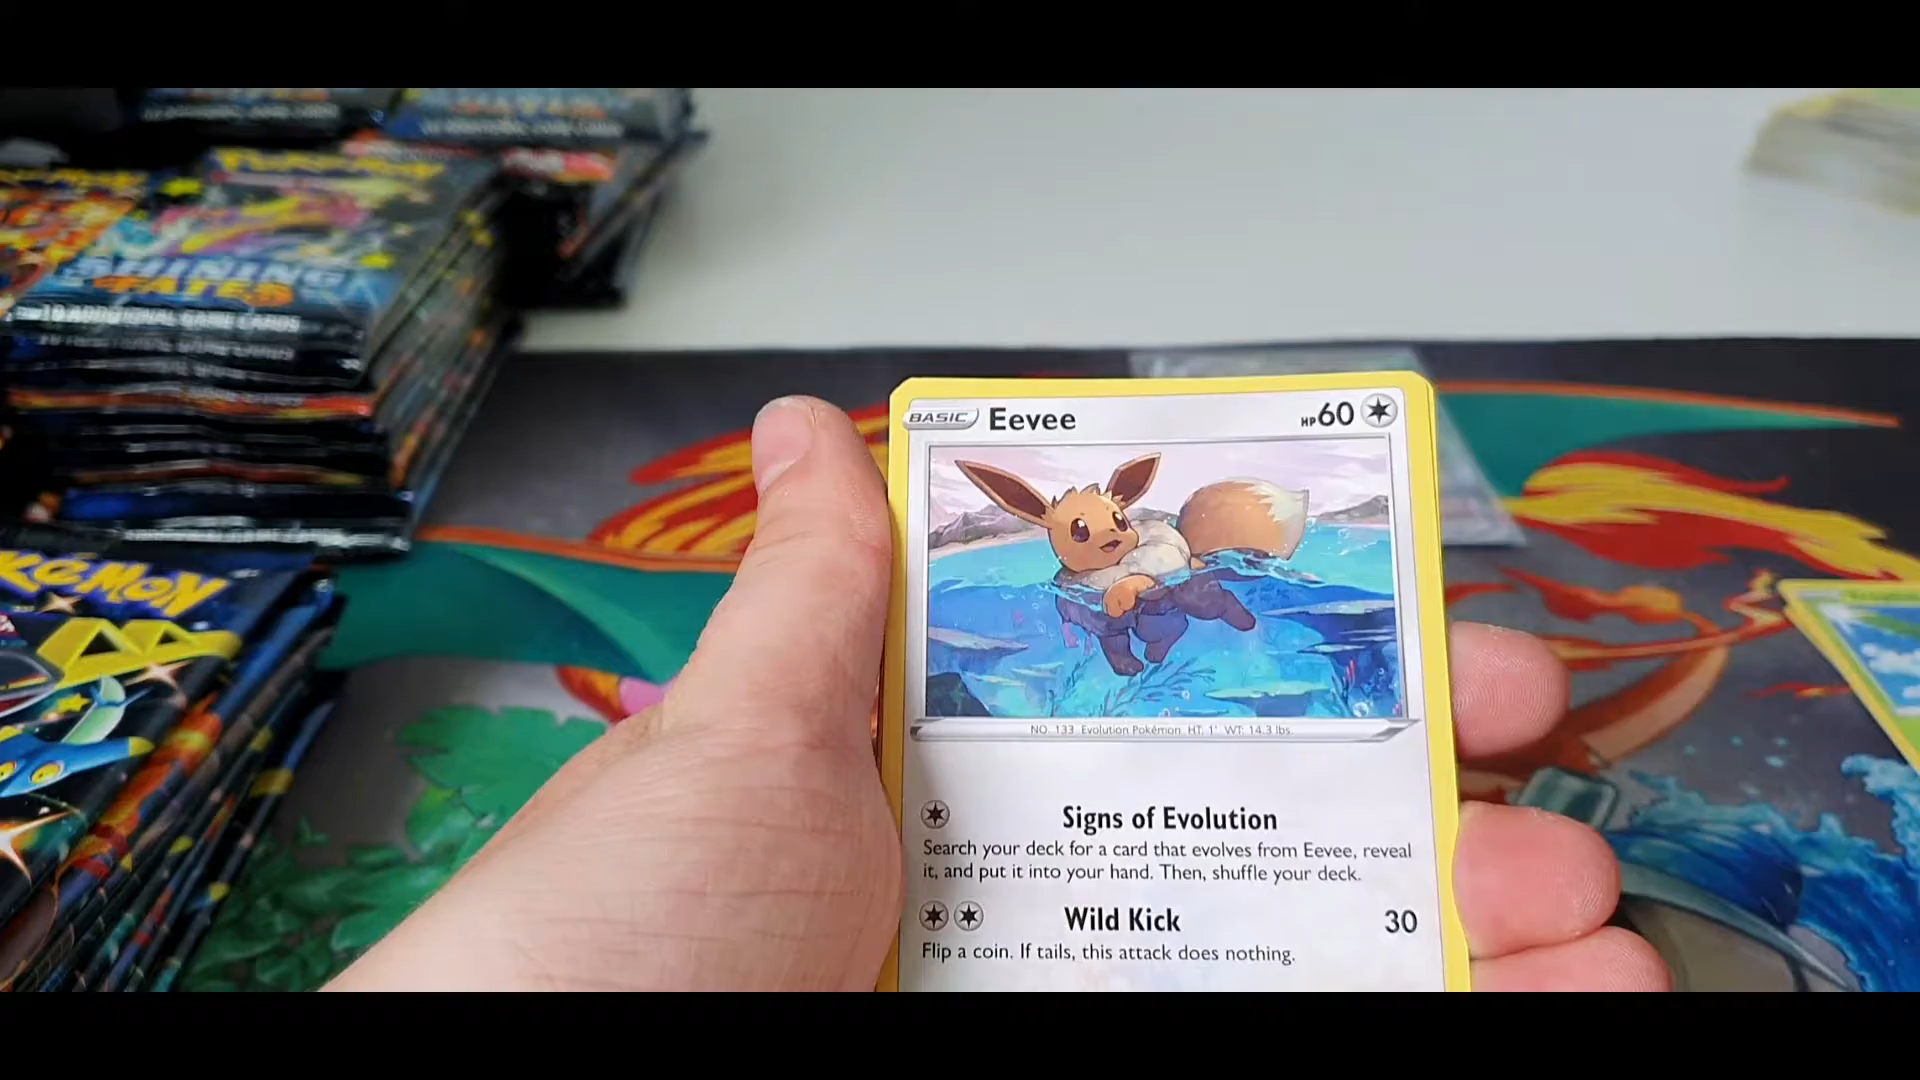 POKÉMON
SHINING
FATES
10 ADDITIONAL GAME CARDS
POKÉMON
BASIC Eevee HP60
NO. 133 Evolution Pokémon HT: 1' WT: 14.3 lbs.
Signs of Evolution
Search your deck for a card that evolves from Eevee, reveal
it, and put it into your hand. Then, shuffle your deck.
Wild Kick 30
Flip a coin. If tails, this attack does nothing.